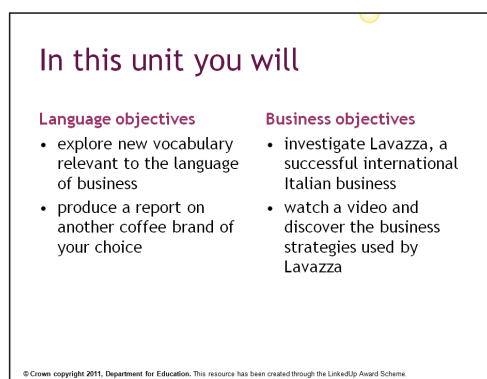 In this unit you will
Language objectives
• explore new vocabulary
relevant to the language
of business
• produce a report on
another coffee brand of
your choice
Business objectives
• investigate Lavazza, a
successful international
Italian business
• watch a video and
discover the business
strategies used by
Lavazza
© Crown copyright 2011, Department for Education. This resource has been created through the LinkedUp Award Scheme.